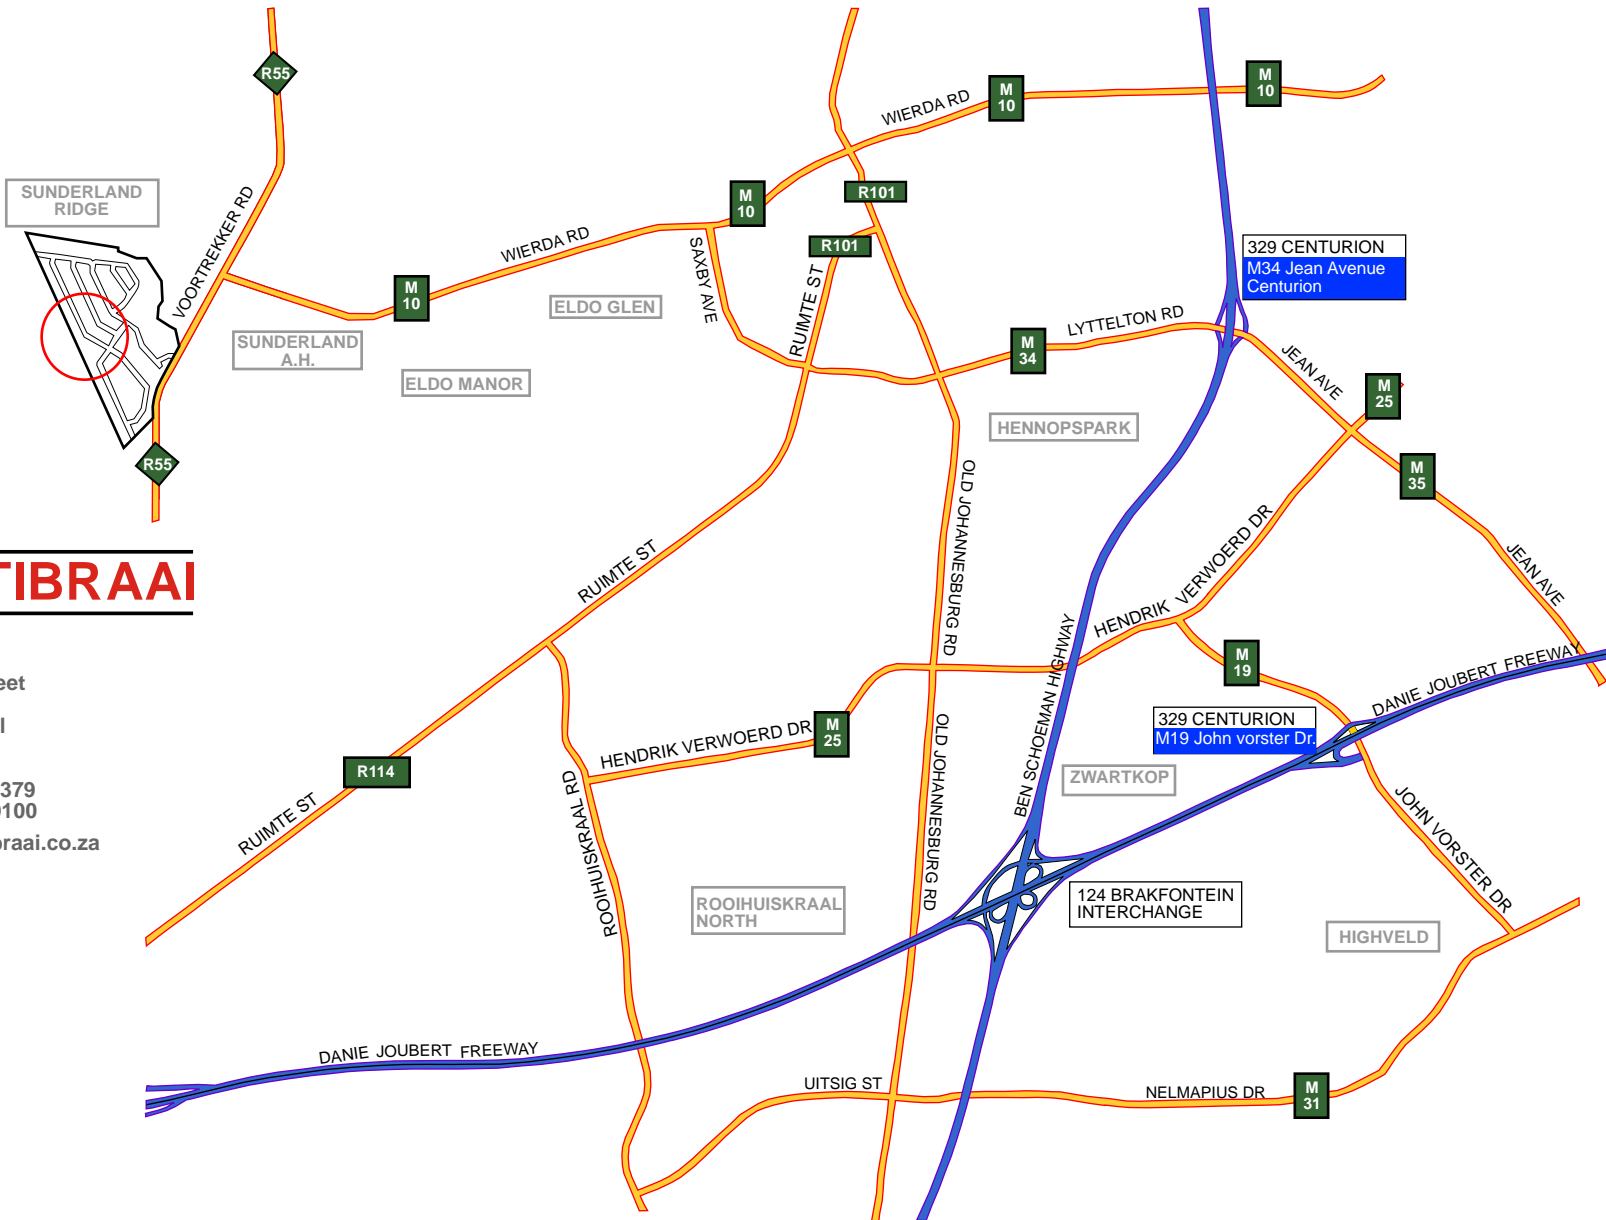 R55
M
10
M
10
WIERDA RD
SUNDERLAND
RIDGE
VOORTREKKER RD
M
10
R101
R101
WIERDA RD
SAXBY AVE
RUIMTE ST
M
10
ELDO GLEN
329 CENTURION
M34 Jean Avenue
Centurion
LYTTELTON RD
SUNDERLAND
A.H.
M
34
JEAN AVE
ELDO MANOR
M
25
HENNOPSPARK
R55
M
35
OLD JOHANNESBURG RD
HENDRIK VERWOERD DR
JEAN AVE
RUIMTE ST
TIBRAAI
BEN SCHOEMAN HIGHWAY
M
19
DANIE JOUBERT FREEWAY
eet
l
379
0100
braai.co.za
329 CENTURION
M19 John vorster Dr.
HENDRIK VERWOERD DR
M
25
OLD JOHANNESBURG RD
R114
RUIMTE ST
ROOIHUISKRAAL RD
ZWARTKOP
JOHN VORSTER DR
ROOIHUISKRAAL
NORTH
124 BRAKFONTEIN
INTERCHANGE
HIGHVELD
DANIE JOUBERT FREEWAY
UITSIG ST
NELMAPIUS DR
M
31